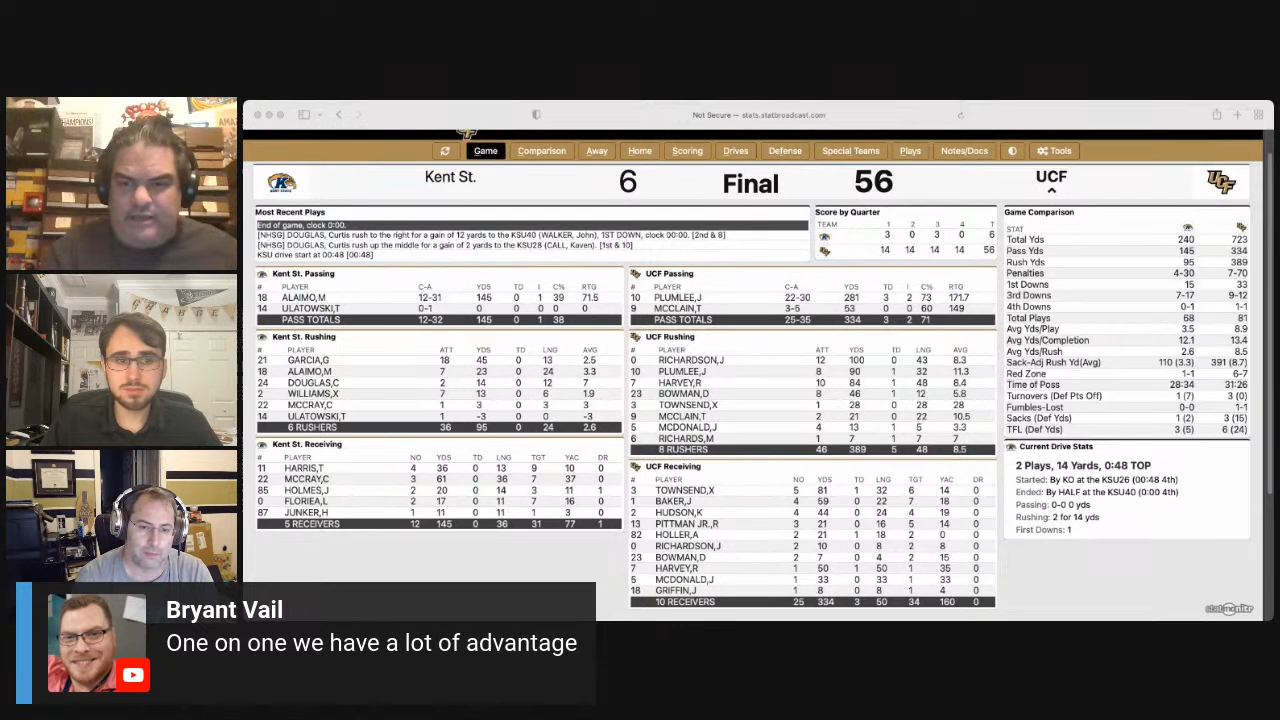 Not Secure — stats.statbroadcast.com
Game Comparison Away Home Scoring Drives Defense Special Teams Plays Notes/Docs Tools
Kent St. 6 Final 56 UCF
Most Recent Plays
End of game, clock 0:00.
[NHSG] DOUGLAS, Curtis rush to the right for a gain of 12 yards to the KSU40 (WALKER, John), 1ST DOWN, clock 00:00. [2nd & 8]
[NHSG] DOUGLAS, Curtis rush up the middle for a gain of 2 yards to the KSU28 (CALL, Kaven). [1st & 10]
KSU drive start at 00:48 [00:48]
Score by Quarter
TEAM 1 2 3 4 T
3 0 3 0 6
14 14 14 14 56
Kent St. Passing
# PLAYER C-A YDS TD I C% RTG
18 ALAIMO,M 12-31 145 0 1 39 71.5
14 ULATOWSKI,T 0-1 0 0 0 0 0
PASS TOTALS 12-32 145 0 1 38
Kent St. Rushing
# PLAYER ATT YDS TD LNG AVG
21 GARCIA,G 18 45 0 13 2.5
18 ALAIMO,M 7 23 0 24 3.3
24 DOUGLAS,C 2 14 0 12 7
2 WILLIAMS,X 7 13 0 6 1.9
22 MCCRAY,C 1 3 0 3 3
14 ULATOWSKI,T 1 -3 0 0 -3
6 RUSHERS 36 95 0 24 2.6
Kent St. Receiving
# PLAYER NO YDS TD LNG TGT YAC DR
11 HARRIS,T 4 36 0 13 9 10 0
22 MCCRAY,C 3 61 0 36 7 37 0
85 HOLMES,J 2 20 0 14 3 11 1
0 FLORIEA,L 2 17 0 11 7 16 0
87 JUNKER,H 1 11 0 11 1 3 0
5 RECEIVERS 12 145 0 36 31 77 1
UCF Passing
# PLAYER C-A YDS TD I C% RTG
10 PLUMLEE,J 22-30 281 3 2 73 171.7
9 MCCLAIN,T 3-5 53 0 0 60 149
PASS TOTALS 25-35 334 3 2 71
UCF Rushing
# PLAYER ATT YDS TD LNG AVG
0 RICHARDSON,J 12 100 0 43 8.3
10 PLUMLEE,J 8 90 1 32 11.3
7 HARVEY,R 10 84 1 48 8.4
23 BOWMAN,D 8 46 1 12 5.8
3 TOWNSEND,X 1 28 0 28 28
9 MCCLAIN,T 2 21 0 22 10.5
5 MCDONALD,J 4 13 1 5 3.3
6 RICHARDS,M 1 7 1 7 7
8 RUSHERS 46 389 5 48 8.5
UCF Receiving
# PLAYER NO YDS TD LNG TGT YAC DR
3 TOWNSEND,X 5 81 1 32 6 14 0
1 BAKER,J 4 59 0 22 7 18 0
2 HUDSON,K 4 44 0 24 4 19 0
13 PITTMAN JR.,R 3 21 0 16 5 14 0
82 HOLLER,A 2 21 1 18 2 0 0
0 RICHARDSON,J 2 10 0 8 2 8 0
23 BOWMAN,D 2 7 0 4 2 15 0
7 HARVEY,R 1 50 1 50 1 35 0
5 MCDONALD,J 1 33 0 33 1 33 0
18 GRIFFIN,J 1 8 0 8 1 4 0
10 RECEIVERS 25 334 3 50 34 160 0
Game Comparison
STAT
Total Yds 240 723
Pass Yds 145 334
Rush Yds 95 389
Penalties 4-30 7-70
1st Downs 15 33
3rd Downs 7-17 9-12
4th Downs 0-1 1-1
Total Plays 68 81
Avg Yds/Play 3.5 8.9
Avg Yds/Completion 12.1 13.4
Avg Yds/Rush 2.6 8.5
Sack-Adj Rush Yd(Avg) 110 (3.3) 391 (8.7)
Red Zone 1-1 6-7
Time of Poss 28:34 31:26
Turnovers (Def Pts Off) 1 (7) 3 (0)
Fumbles-Lost 0-0 1-1
Sacks (Def Yds) 1 (2) 3 (15)
TFL (Def Yds) 3 (5) 6 (24)
Current Drive Stats
2 Plays, 14 Yards, 0:48 TOP
Started: By KO at the KSU26 (00:48 4th)
Ended: By HALF at the KSU40 (0:00 4th)
Passing: 0-0 0 yds
Rushing: 2 for 14 yds
First Downs: 1
statmonitr
Bryant Vail
One on one we have a lot of advantage